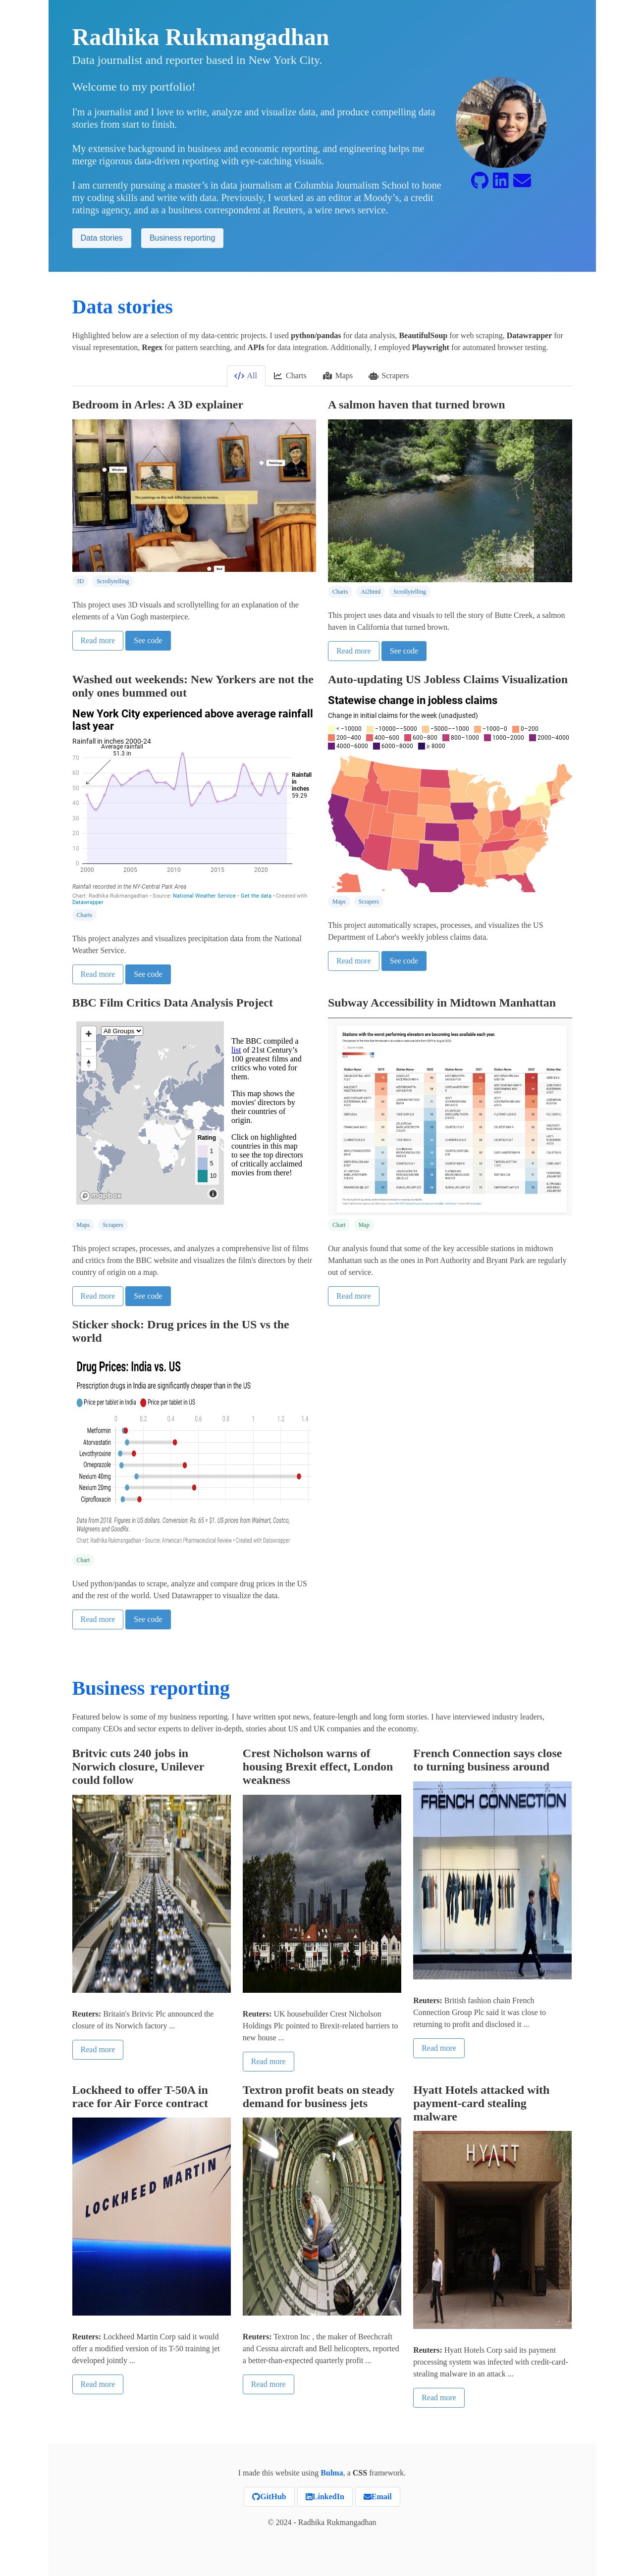 Radhika Rukmangadhan
Data journalist and reporter based in New York City.
Welcome to my portfolio!
I'm a journalist and I love to write, analyze and visualize data, and produce compelling data
stories from start to finish.
My extensive background in business and economic reporting, and engineering helps me
merge rigorous data-driven reporting with eye-catching visuals.
I am currently pursuing a master’s in data journalism at Columbia Journalism School to hone
my coding skills and write with data. Previously, I worked as an editor at Moody’s, a credit
ratings agency, and as a business correspondent at Reuters, a wire news service.
Data stories
Business reporting
Data stories
Highlighted below are a selection of my data-centric projects. I used python/pandas for data analysis, BeautifulSoup for web scraping, Datawrapper for
visual representation, Regex for pattern searching, and APIs for data integration. Additionally, I employed Playwright for automated browser testing.
All
Charts
Maps
Scrapers
Bedroom in Arles: A 3D explainer
Windows
Paintings
The paintings on this wall differ from version to version.
Bed
3D
Scrollytelling
This project uses 3D visuals and scrollytelling for an explanation of the
elements of a Van Gogh masterpiece.
Read more
See code
A salmon haven that turned brown
Charts
Ai2html
Scrollytelling
This project uses data and visuals to tell the story of Butte Creek, a salmon
haven in California that turned brown.
Read more
See code
Washed out weekends: New Yorkers are not the
only ones bummed out
New York City experienced above average rainfall
last year
Rainfall in inches 2000-24
Average rainfall
51.3 in
70
60
50
40
30
20
10
0
2000
2005
2010
2015
2020
Rainfall
in
inches
59.29
Rainfall recorded in the NY-Central Park Area
Chart: Radhika Rukmangadhan • Source: National Weather Service • Get the data • Created with
Datawrapper
Charts
This project analyzes and visualizes precipitation data from the National
Weather Service.
Read more
See code
Auto-updating US Jobless Claims Visualization
Statewise change in jobless claims
Change in initial claims for the week (unadjusted)
< −10000 −10000–−5000 −5000–−1000 −1000–0 0–200
200–400 400–600 600–800 800–1000 1000–2000 2000–4000
4000–6000 6000–8000 ≥ 8000
Maps
Scrapers
This project automatically scrapes, processes, and visualizes the US
Department of Labor's weekly jobless claims data.
Read more
See code
BBC Film Critics Data Analysis Project
All Groups
Rating
1
5
10
mapbox
The BBC compiled a
list of 21st Century’s
100 greatest films and
critics who voted for
them.
This map shows the
movies' directors by
their countries of
origin.
Click on highlighted
countries in this map
to see the top directors
of critically acclaimed
movies from there!
Maps
Scrapers
This project scrapes, processes, and analyzes a comprehensive list of films
and critics from the BBC website and visualizes the film's directors by their
country of origin on a map.
Read more
See code
Subway Accessibility in Midtown Manhattan
Stations with the worst performing elevators are becoming less available each year.
Chart
Map
Our analysis found that some of the key accessible stations in midtown
Manhattan such as the ones in Port Authority and Bryant Park are regularly
out of service.
Read more
Sticker shock: Drug prices in the US vs the
world
Drug Prices: India vs. US
Prescription drugs in India are significantly cheaper than in the US
Price per tablet in India Price per tablet in US
0 0.2 0.4 0.6 0.8 1 1.2 1.4
Metformin
Atorvastatin
Levothyroxine
Omeprazole
Nexium 40mg
Nexium 20mg
Ciprofloxacin
Data from 2018. Figures in US dollars. Conversion: Rs. 65 = $1. US prices from Walmart, Costco,
Walgreens and GoodRx.
Chart: Radhika Rukmangadhan • Source: American Pharmaceutical Review • Created with Datawrapper
Chart
Used python/pandas to scrape, analyze and compare drug prices in the US
and the rest of the world. Used Datawrapper to visualize the data.
Read more
See code
Business reporting
Featured below is some of my business reporting. I have written spot news, feature-length and long form stories. I have interviewed industry leaders,
company CEOs and sector experts to deliver in-depth, stories about US and UK companies and the economy.
Britvic cuts 240 jobs in
Norwich closure, Unilever
could follow
Reuters: Britain's Britvic Plc announced the
closure of its Norwich factory ...
Read more
Crest Nicholson warns of
housing Brexit effect, London
weakness
Reuters: UK housebuilder Crest Nicholson
Holdings Plc pointed to Brexit-related barriers to
new house ...
Read more
French Connection says close
to turning business around
FRENCH CONNECTION
Reuters: British fashion chain French
Connection Group Plc said it was close to
returning to profit and disclosed it ...
Read more
Lockheed to offer T-50A in
race for Air Force contract
LOCKHEED MARTIN
Reuters: Lockheed Martin Corp said it would
offer a modified version of its T-50 training jet
developed jointly ...
Read more
Textron profit beats on steady
demand for business jets
Reuters: Textron Inc , the maker of Beechcraft
and Cessna aircraft and Bell helicopters, reported
a better-than-expected quarterly profit ...
Read more
Hyatt Hotels attacked with
payment-card stealing
malware
HYATT
Reuters: Hyatt Hotels Corp said its payment
processing system was infected with credit-card-
stealing malware in an attack ...
Read more
I made this website using Bulma, a CSS framework.
GitHub
LinkedIn
Email
© 2024 - Radhika Rukmangadhan